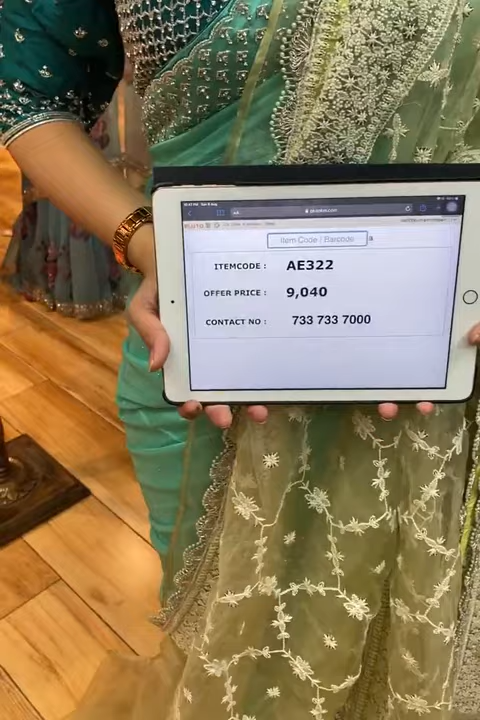 Item Code / Barcode
ITEMCODE : AE322
OFFER PRICE : 9,040
CONTACT NO : 733 733 7000